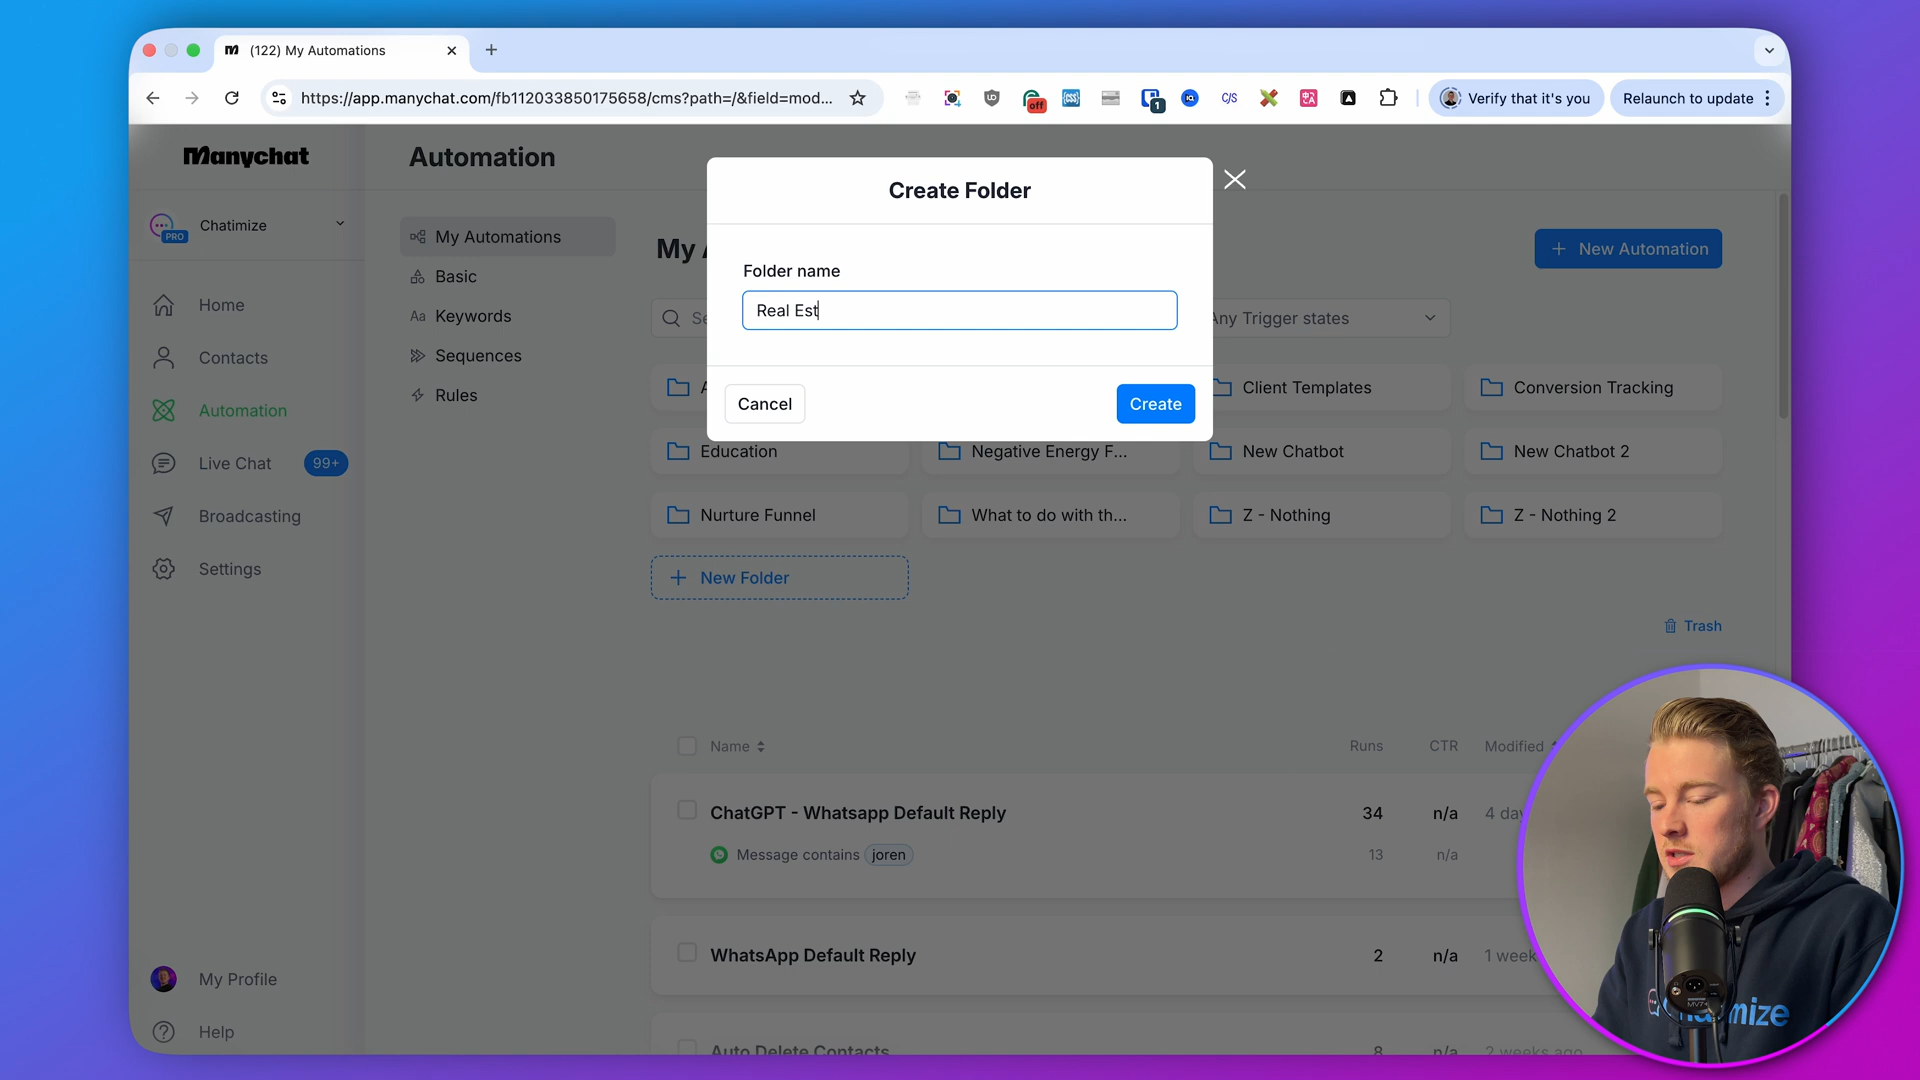 (122) My Automations
https://app.manychat.com/fb112033850175658/cms?path=/&field=mod...
off
1
C/S
Verify that it's you
Relaunch to update
Manychat
Automation
Create Folder
Chatimize
PRO
My Automations
Folder name
Real Est
New Automation
Home
Basic
Keywords
Any Trigger states
Contacts
Sequences
Rules
Client Templates
Conversion Tracking
Cancel
Create
Automation
Live Chat
99+
Education
Negative Energy F...
New Chatbot
New Chatbot 2
Broadcasting
Nurture Funnel
What to do with th...
Z - Nothing
Z - Nothing 2
Settings
New Folder
Trash
Name
Runs
CTR
Modified
ChatGPT - Whatsapp Default Reply
34
n/a
Message contains joren
13
n/a
WhatsApp Default Reply
2
n/a
1 week
My Profile
Help
Auto Delete Contacts
8
n/a
2 weeks ago
MV7+